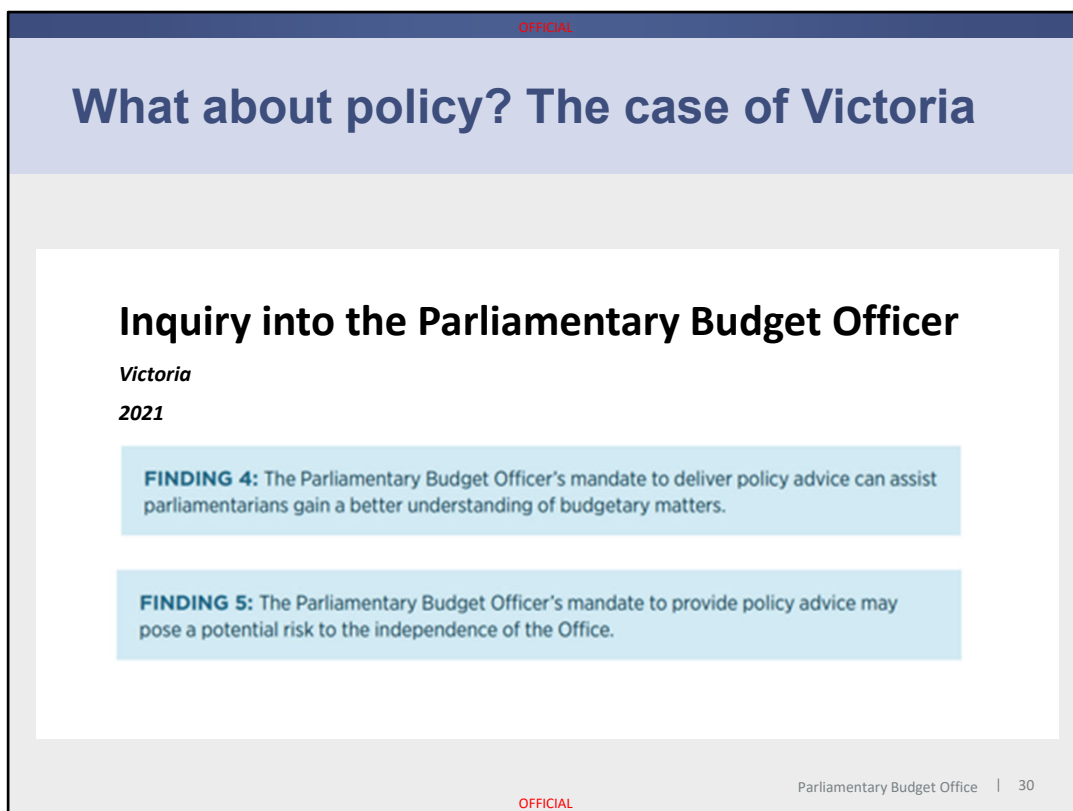 OFFICIAL
What about policy? The case of Victoria
Inquiry into the Parliamentary Budget Officer
Victoria
2021
FINDING 4: The Parliamentary Budget Officer's mandate to deliver policy advice can assist
parliamentarians gain a better understanding of budgetary matters.
FINDING 5: The Parliamentary Budget Officer's mandate to provide policy advice may
pose a potential risk to the independence of the Office.
Parliamentary Budget Office | 30
OFFICIAL